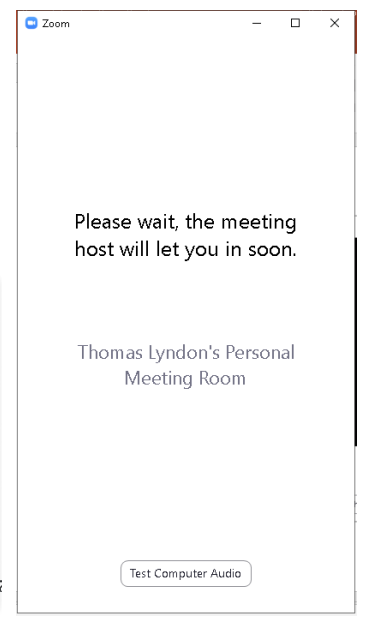 Zoom
Please wait, the meeting
host will let you in soon.
Thomas Lyndon's Personal
Meeting Room
Test Computer Audio